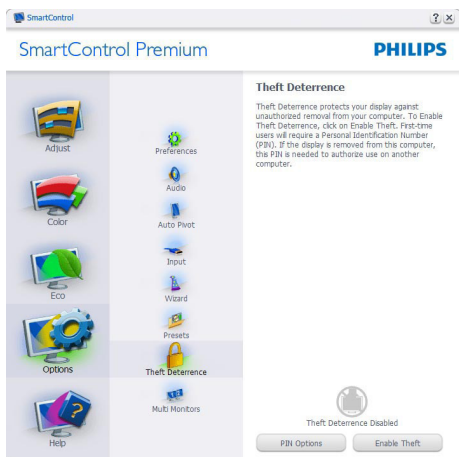 SmartControl
SmartControl Premium
PHILIPS
Adjust
Color
Eco
Options
Help
Preferences
Audio
Auto Pivot
Input
Wizard
Presets
Theft Deterrence
Multi Monitors
Theft Deterrence
Theft Deterrence protects your display against
unauthorized removal from your computer. To Enable
Theft Deterrence, click on Enable Theft. First-time
users will require a Personal Identification Number
(PIN). If the display is removed from this computer,
this PIN is needed to authorize use on another
computer.
Theft Deterrence Disabled
PIN Options
Enable Theft